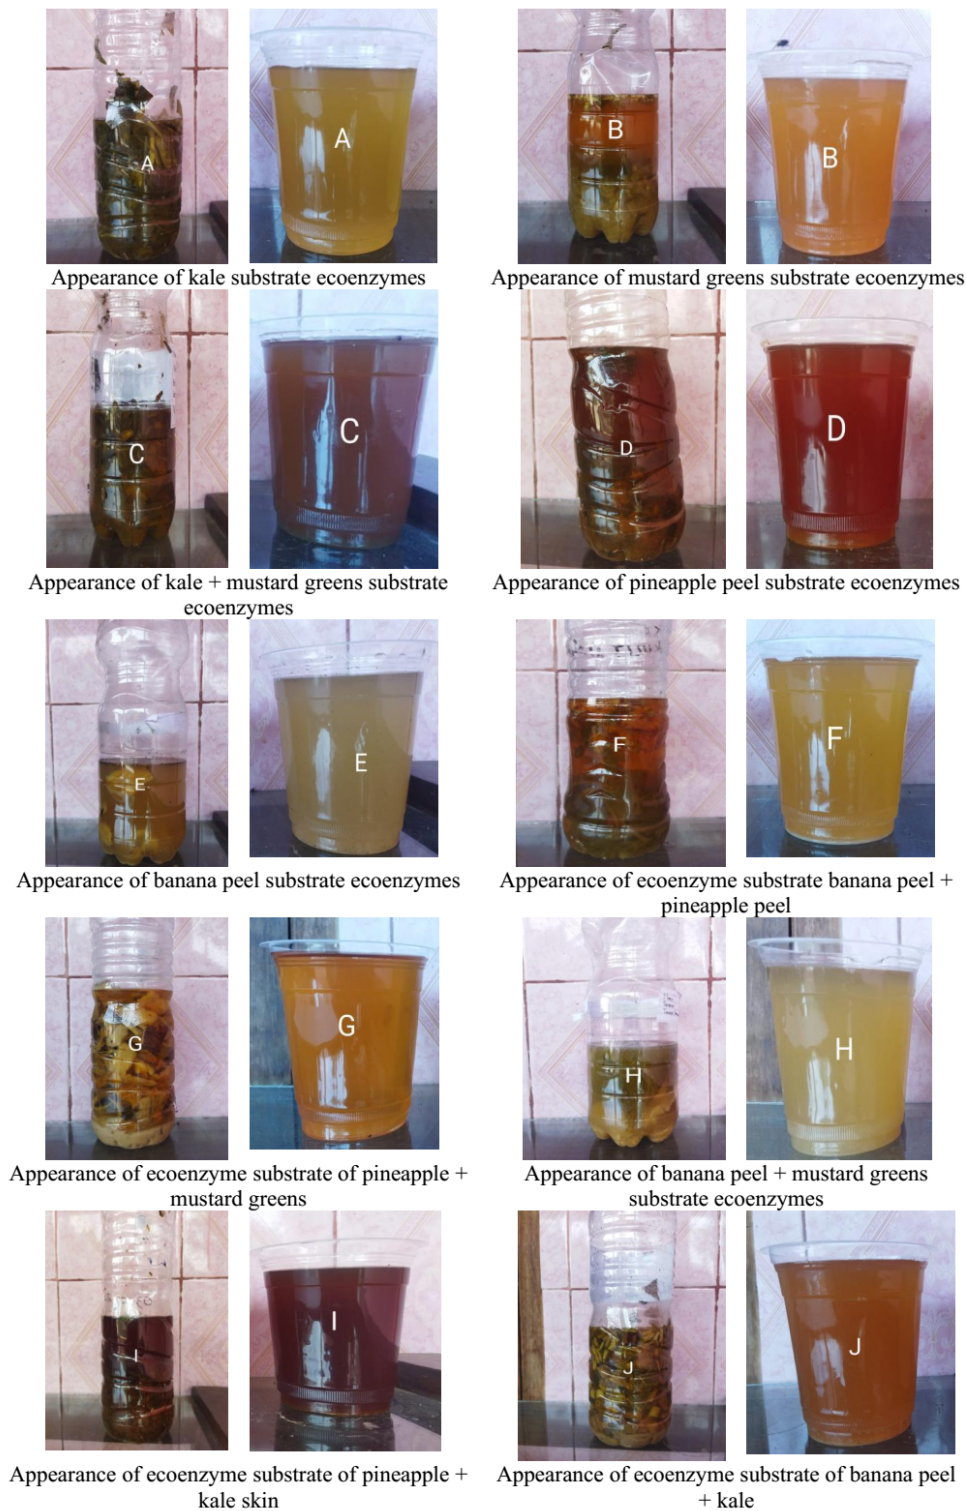 A
A
B
B
Appearance of kale substrate ecoenzymes
Appearance of mustard greens substrate ecoenzymes
C
C
D
D
Appearance of kale + mustard greens substrate
ecoenzymes
Appearance of pineapple peel substrate ecoenzymes
E
E
F
F
Appearance of banana peel substrate ecoenzymes
Appearance of ecoenzyme substrate banana peel +
pineapple peel
G
G
H
H
Appearance of ecoenzyme substrate of pineapple +
mustard greens
Appearance of banana peel + mustard greens
substrate ecoenzymes
I
I
J
J
Appearance of ecoenzyme substrate of pineapple +
kale skin
Appearance of ecoenzyme substrate of banana peel
+ kale